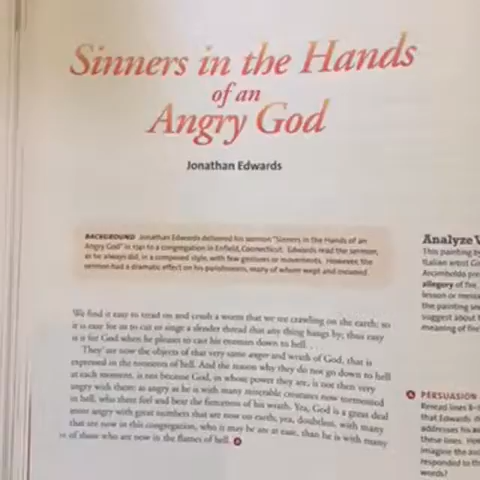 Sinners in the Hands
of an
Angry God
Jonathan Edwards
BACKGROUND Jonathan Edwards delivered his sermon "Sinners in the Hands of an
Angry God" in 1741 to a congregation in Enfield, Connecticut. Edwards read the sermon,
as he always did, in a composed style, with few gestures or movements. However, the
sermon had a dramatic effect on his parishioners, many of whom wept and moaned.
We find it easy to tread on and crush a worm that we see crawling on the earth; so
it is easy for us to cut or singe a slender thread that any thing hangs by; thus easy
is it for God when he pleases to cast his enemies down to hell. . . .
They are now the objects of that very same anger and wrath of God, that is
expressed in the torments of hell. And the reason why they do not go down to hell
at each moment, is not because God, in whose power they are, is not then very
angry with them; as angry as he is with many miserable creatures now tormented
in hell, who there feel and bear the fierceness of his wrath. Yea, God is a great deal
more angry with great numbers that are now on earth; yea, doubtless, with many
that are now in this congregation, who it may be are at ease, than he is with many
of those who are now in the flames of hell.
Analyze V
This painting by
Italian artist Gi
Arcimboldo pre
allegory of fire.
lesson or messa
the painting
suggest about
meaning of fire
PERSUASION
Reread lines 8–
that Edwards
addresses his
these lines. How
imagine the
responded to th
words?